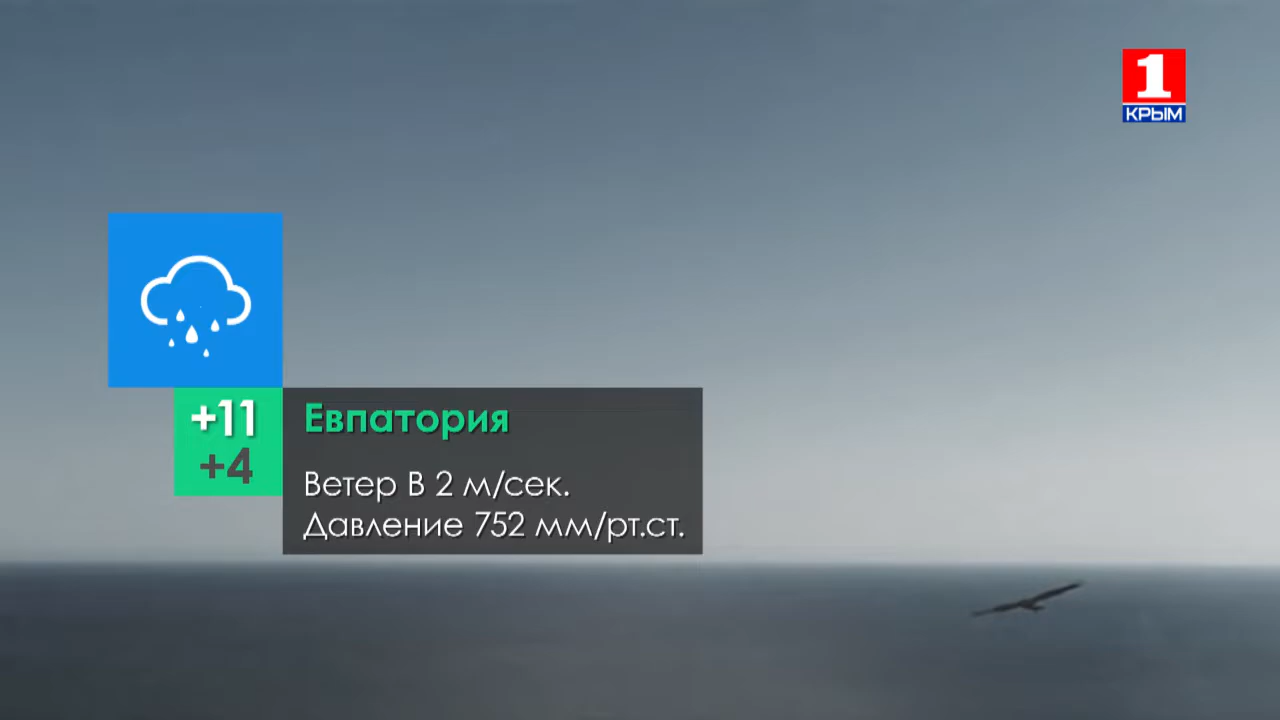 1
КРЫМ
+11
+4
Евпатория
Ветер В 2 м/сек.
Давление 752 мм/рт.ст.